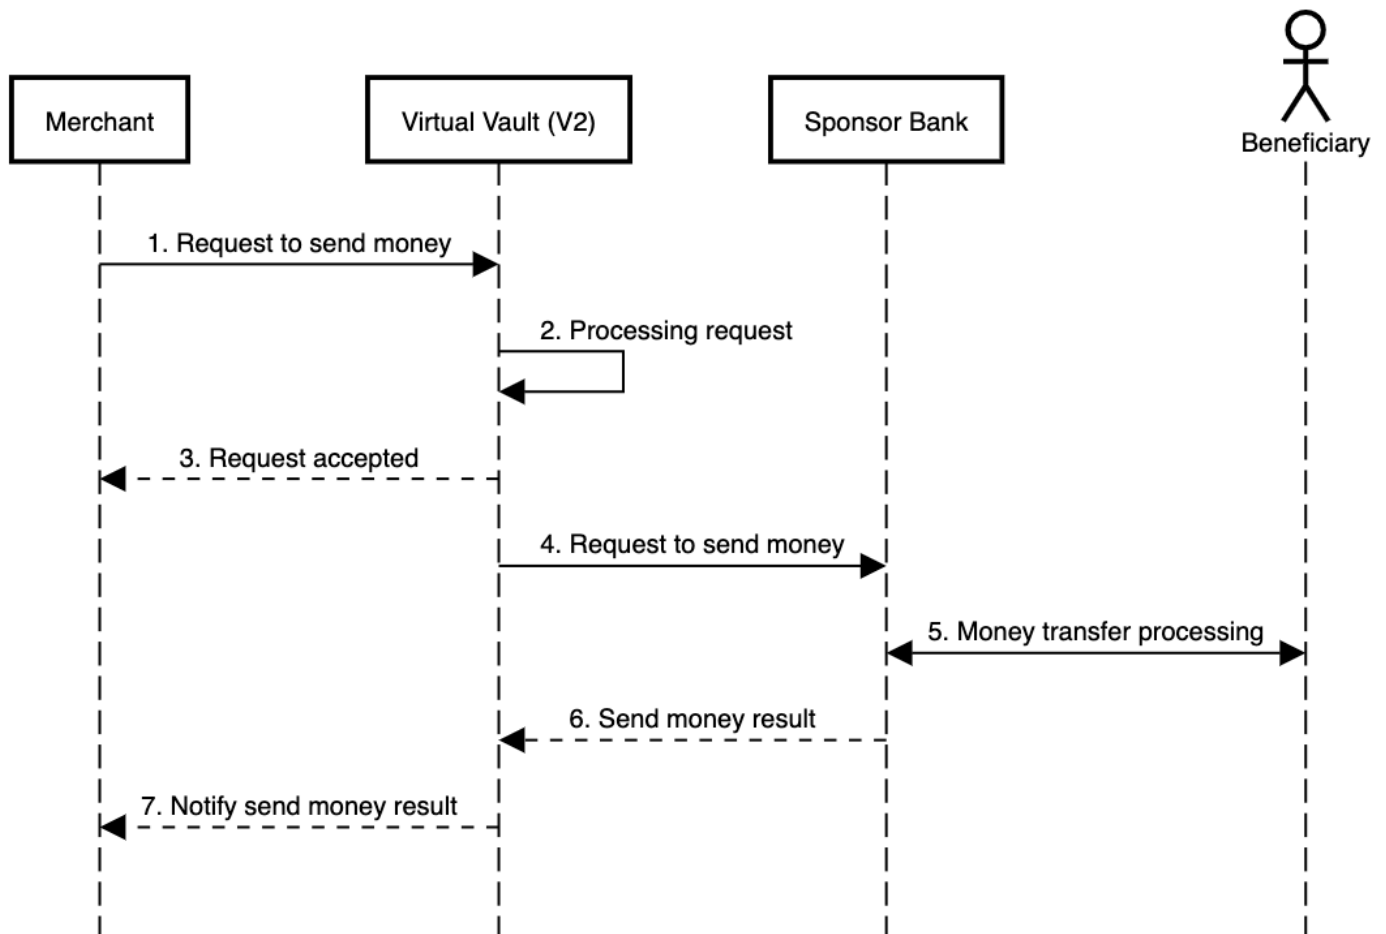 Merchant
Virtual Vault (V2)
Sponsor Bank
Beneficiary
1. Request to send money
2. Processing request
3. Request accepted
4. Request to send money
5. Money transfer processing
6. Send money result
7. Notify send money result